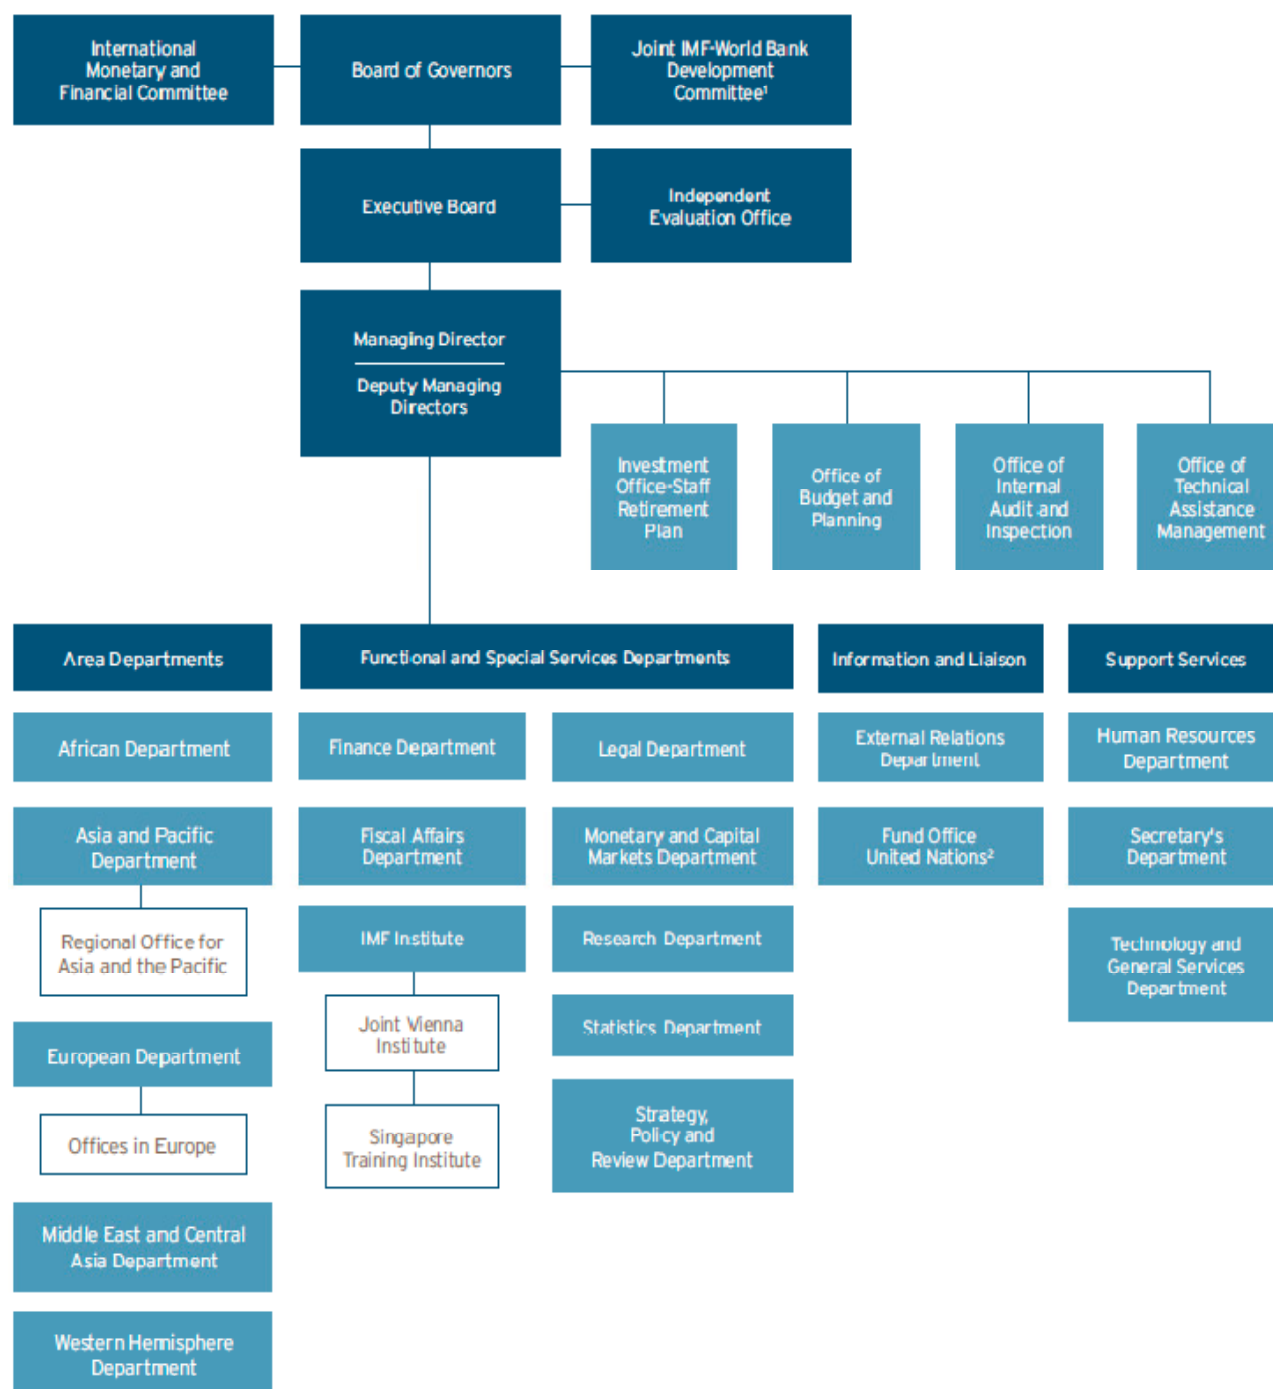 International
Monetary and
Financial Committee
Board of Governors
Joint IMF-World Bank
Development
Committee¹
Executive Board
Independent
Evaluation Office
Managing Director
Deputy Managing
Directors
Investment
Office-Staff
Retirement
Plan
Office of
Budget and
Planning
Office of
Internal
Audit and
Inspection
Office of
Technical
Assistance
Management
Area Departments
Functional and Special Services Departments
Information and Liaison
Support Services
African Department
Asia and Pacific
Department
Regional Office for
Asia and the Pacific
European Department
Offices in Europe
Middle East and Central
Asia Department
Western Hemisphere
Department
Finance Department
Fiscal Affairs
Department
IMF Institute
Joint Vienna
Institute
Singapore
Training Institute
Legal Department
Monetary and Capital
Markets Department
Research Department
Statistics Department
Strategy,
Policy and
Review Department
External Relations
Department
Fund Office
United Nations²
Human Resources
Department
Secretary's
Department
Technology and
General Services
Department